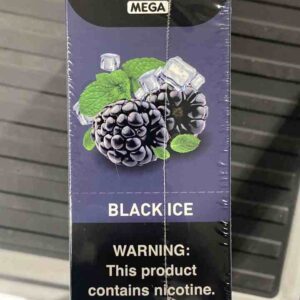 MEGA
BLACK ICE
WARNING:
This product
contains nicotine.